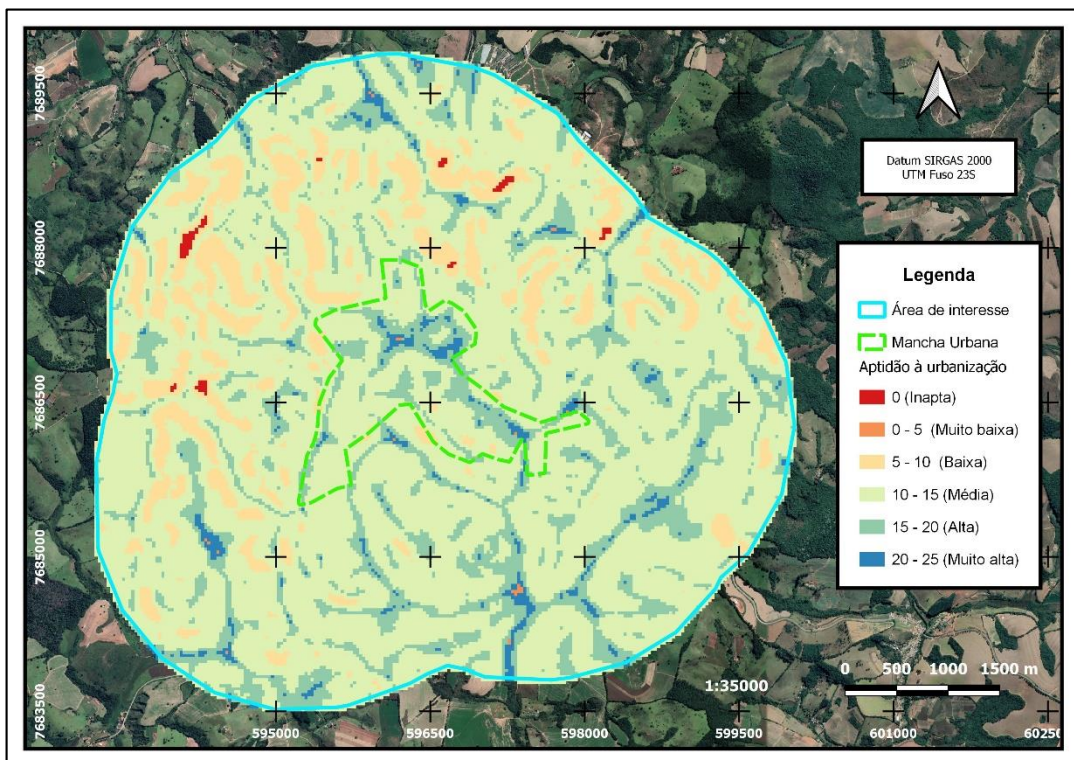 7689500
7688000
7686500
7685000
7683500
Datum SIRGAS 2000
UTM Fuso 23S
Legenda
Área de interesse
Mancha Urbana
Aptidão à urbanização
0 (Inapta)
0 - 5 (Muito baixa)
5 - 10 (Baixa)
10 - 15 (Média)
15 - 20 (Alta)
20 - 25 (Muito alta)
0 500 1000 1500 m
1:35000
595000 596500 598000 599500 601000 60250